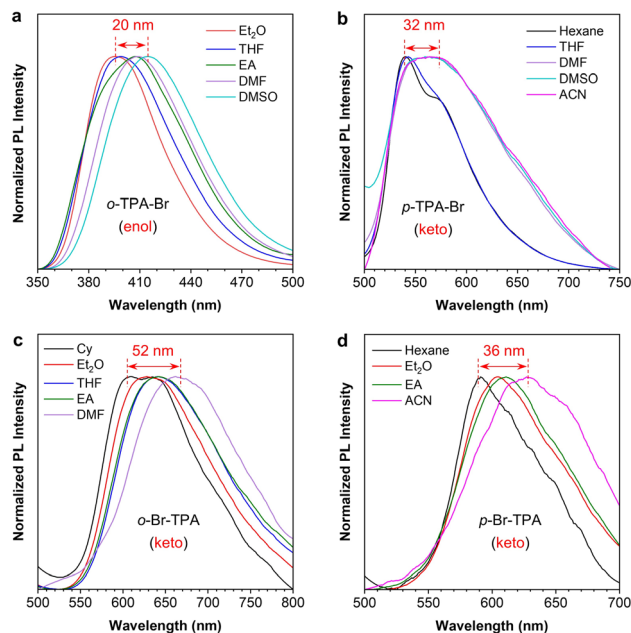 a
20 nm
Et₂O
THF
EA
DMF
DMSO
o-TPA-Br
(enol)
Normalized PL Intensity
350 380 410 440 470 500
Wavelength (nm)
b
32 nm
Hexane
THF
DMF
DMSO
ACN
p-TPA-Br
(keto)
Normalized PL Intensity
500 550 600 650 700 750
Wavelength (nm)
c
52 nm
Cy
Et₂O
THF
EA
DMF
o-Br-TPA
(keto)
Normalized PL Intensity
500 550 600 650 700 750 800
Wavelength (nm)
d
36 nm
Hexane
Et₂O
EA
ACN
p-Br-TPA
(keto)
Normalized PL Intensity
500 550 600 650 700
Wavelength (nm)